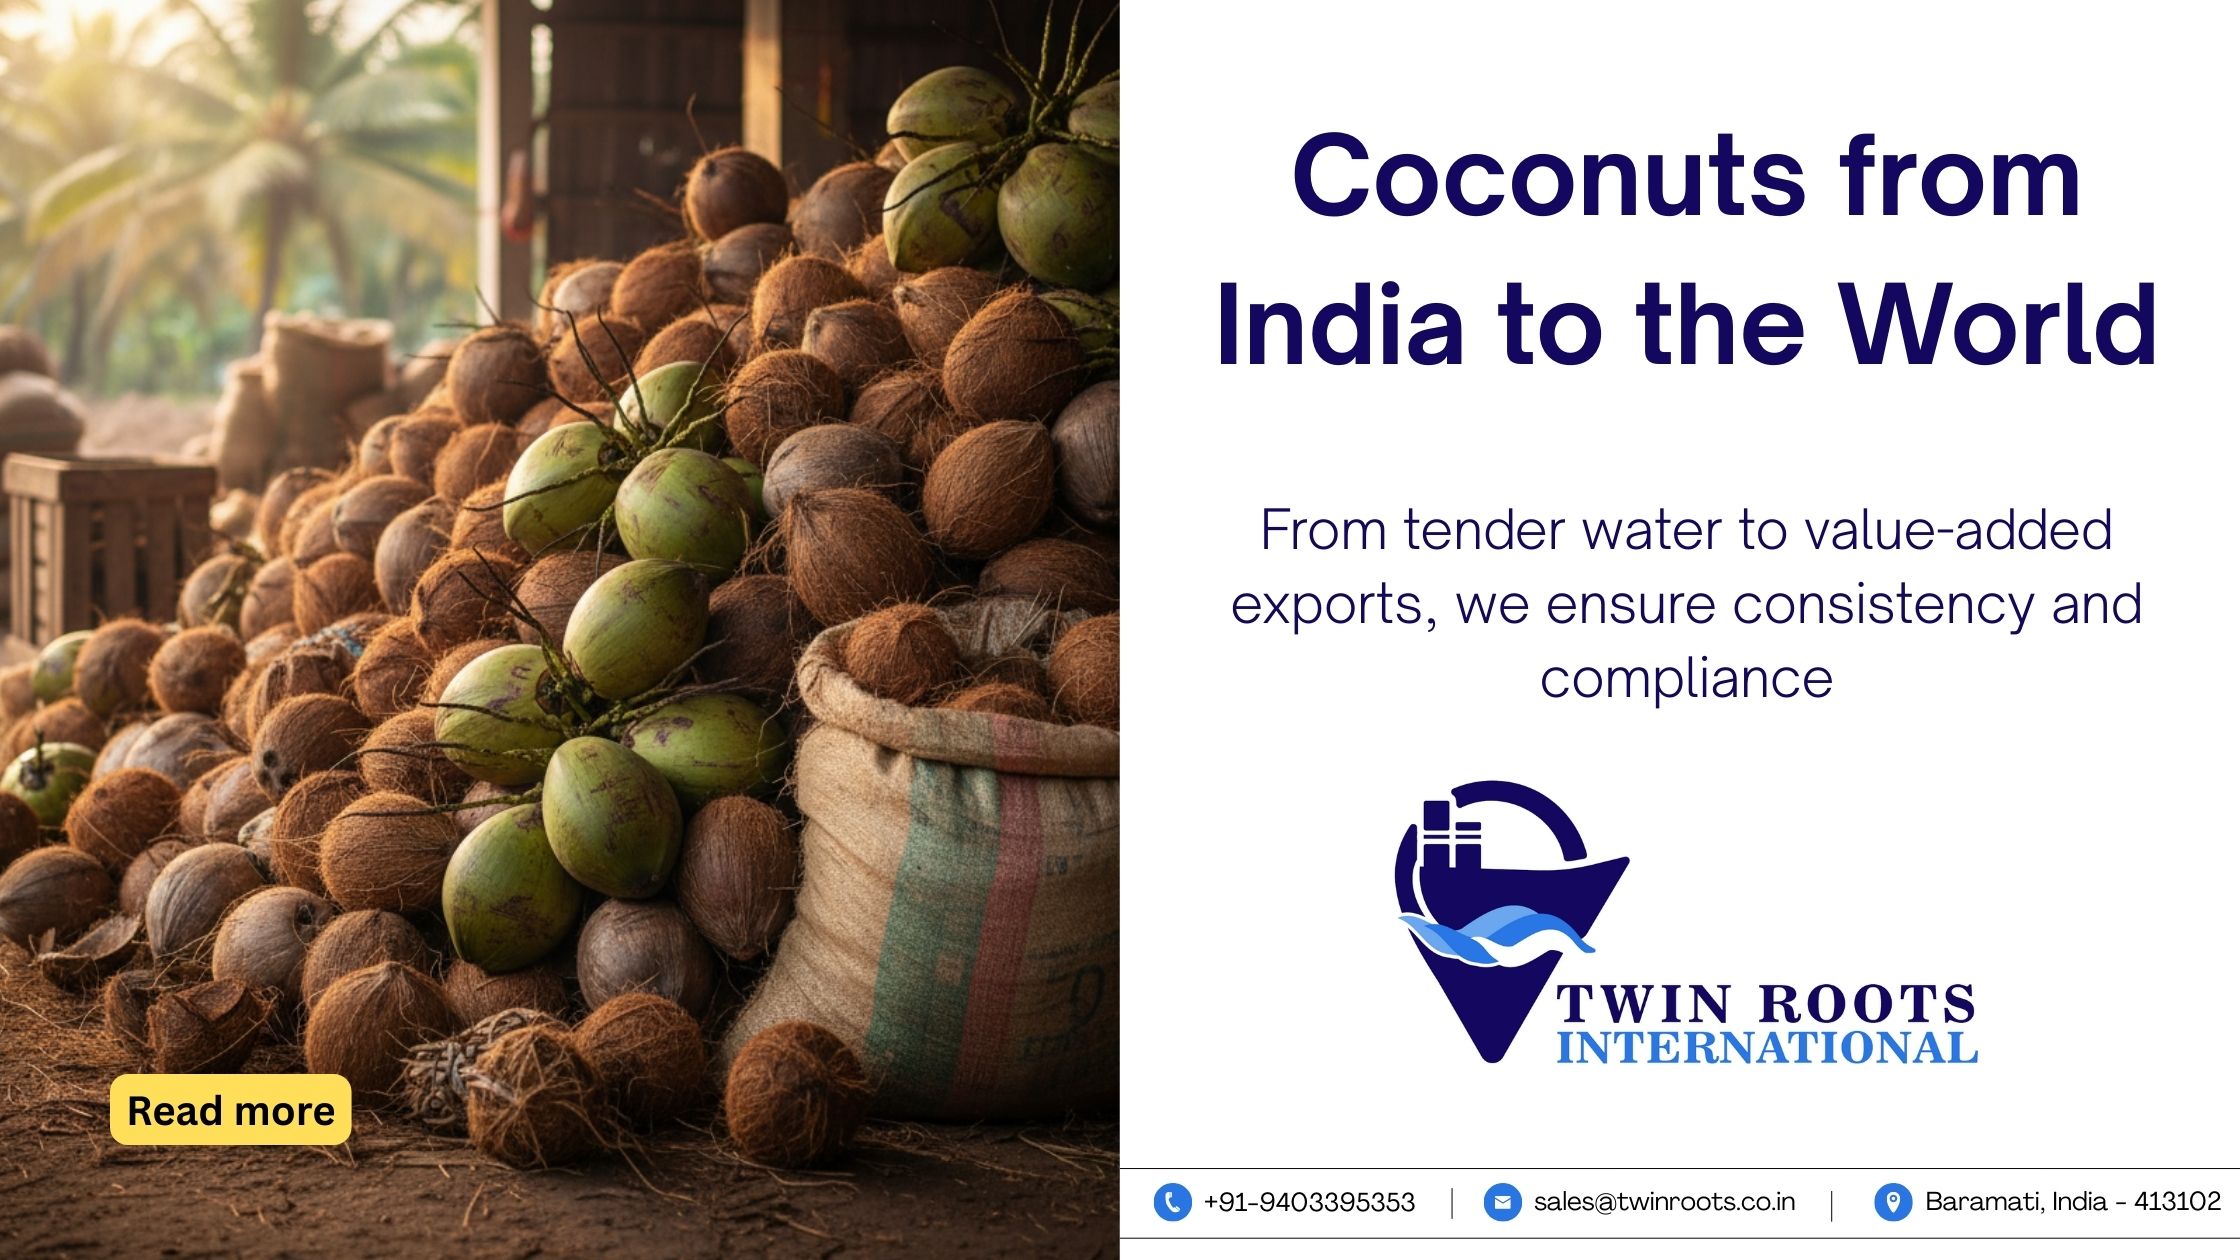 Coconuts from
India to the World
From tender water to value-added
exports, we ensure consistency and
compliance
TWIN ROOTS
INTERNATIONAL
Read more
+91-9403395353
sales@twinroots.co.in
Baramati, India - 413102